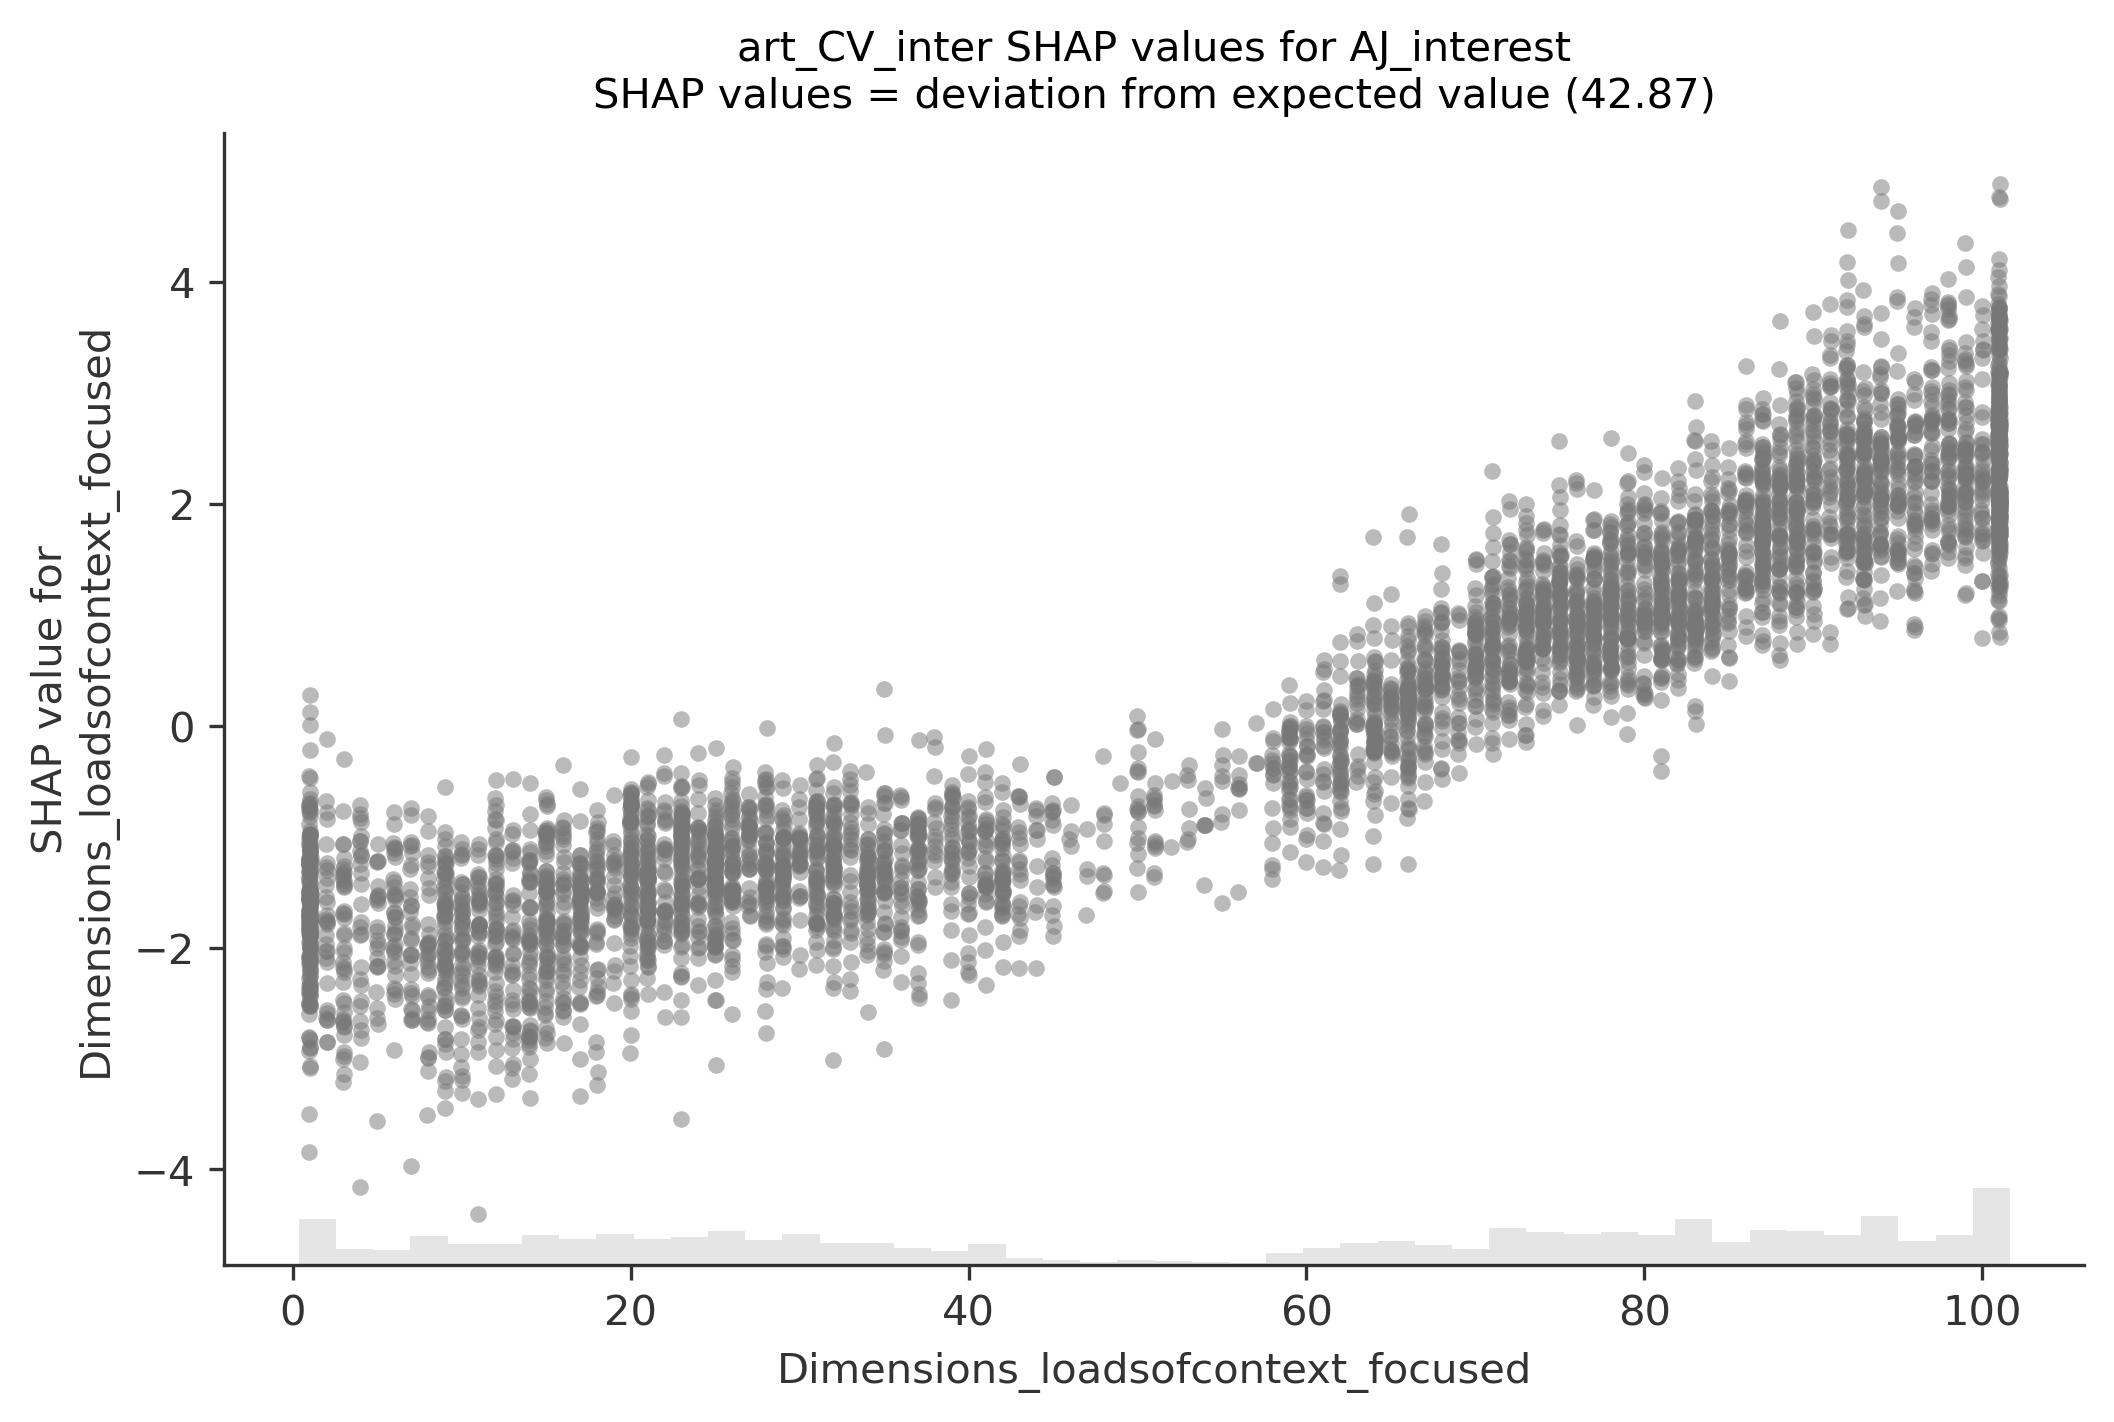 art_CV_inter SHAP values for AJ_interest
SHAP values = deviation from expected value (42.87)
SHAP value for
Dimensions_loadsofcontext_focused
4
2
0
−2
−4
0
20
40
60
80
100
Dimensions_loadsofcontext_focused